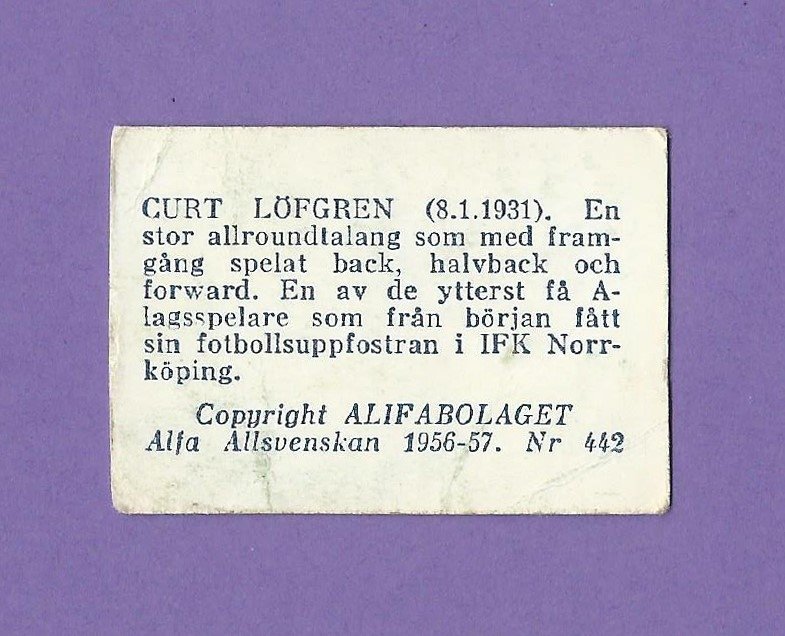 CURT LÖFGREN (8.1.1931). En
stor allroundtalang som med fram-
gång spelat back, halvback och
forward. En av de ytterst få A-
lagsspelare som från början fått
sin fotbollsuppfostran i IFK Norr-
köping.
Copyright ALIFABOLAGET
Alfa Allsvenskan 1956-57. Nr 442